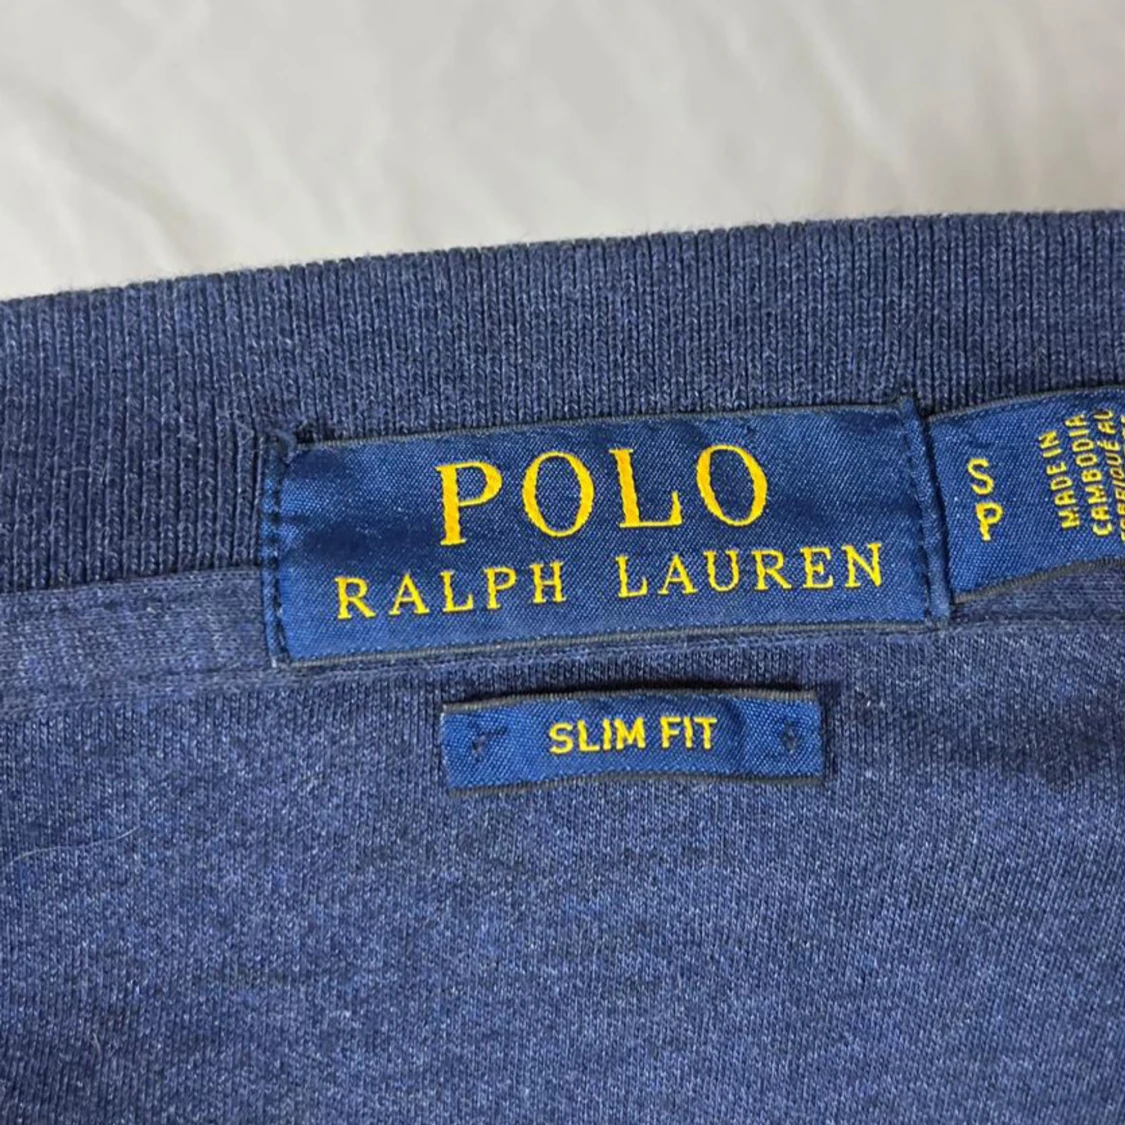 POLO
RALPH LAUREN
SLIM FIT
S
P
MADE IN
CAMBODIA